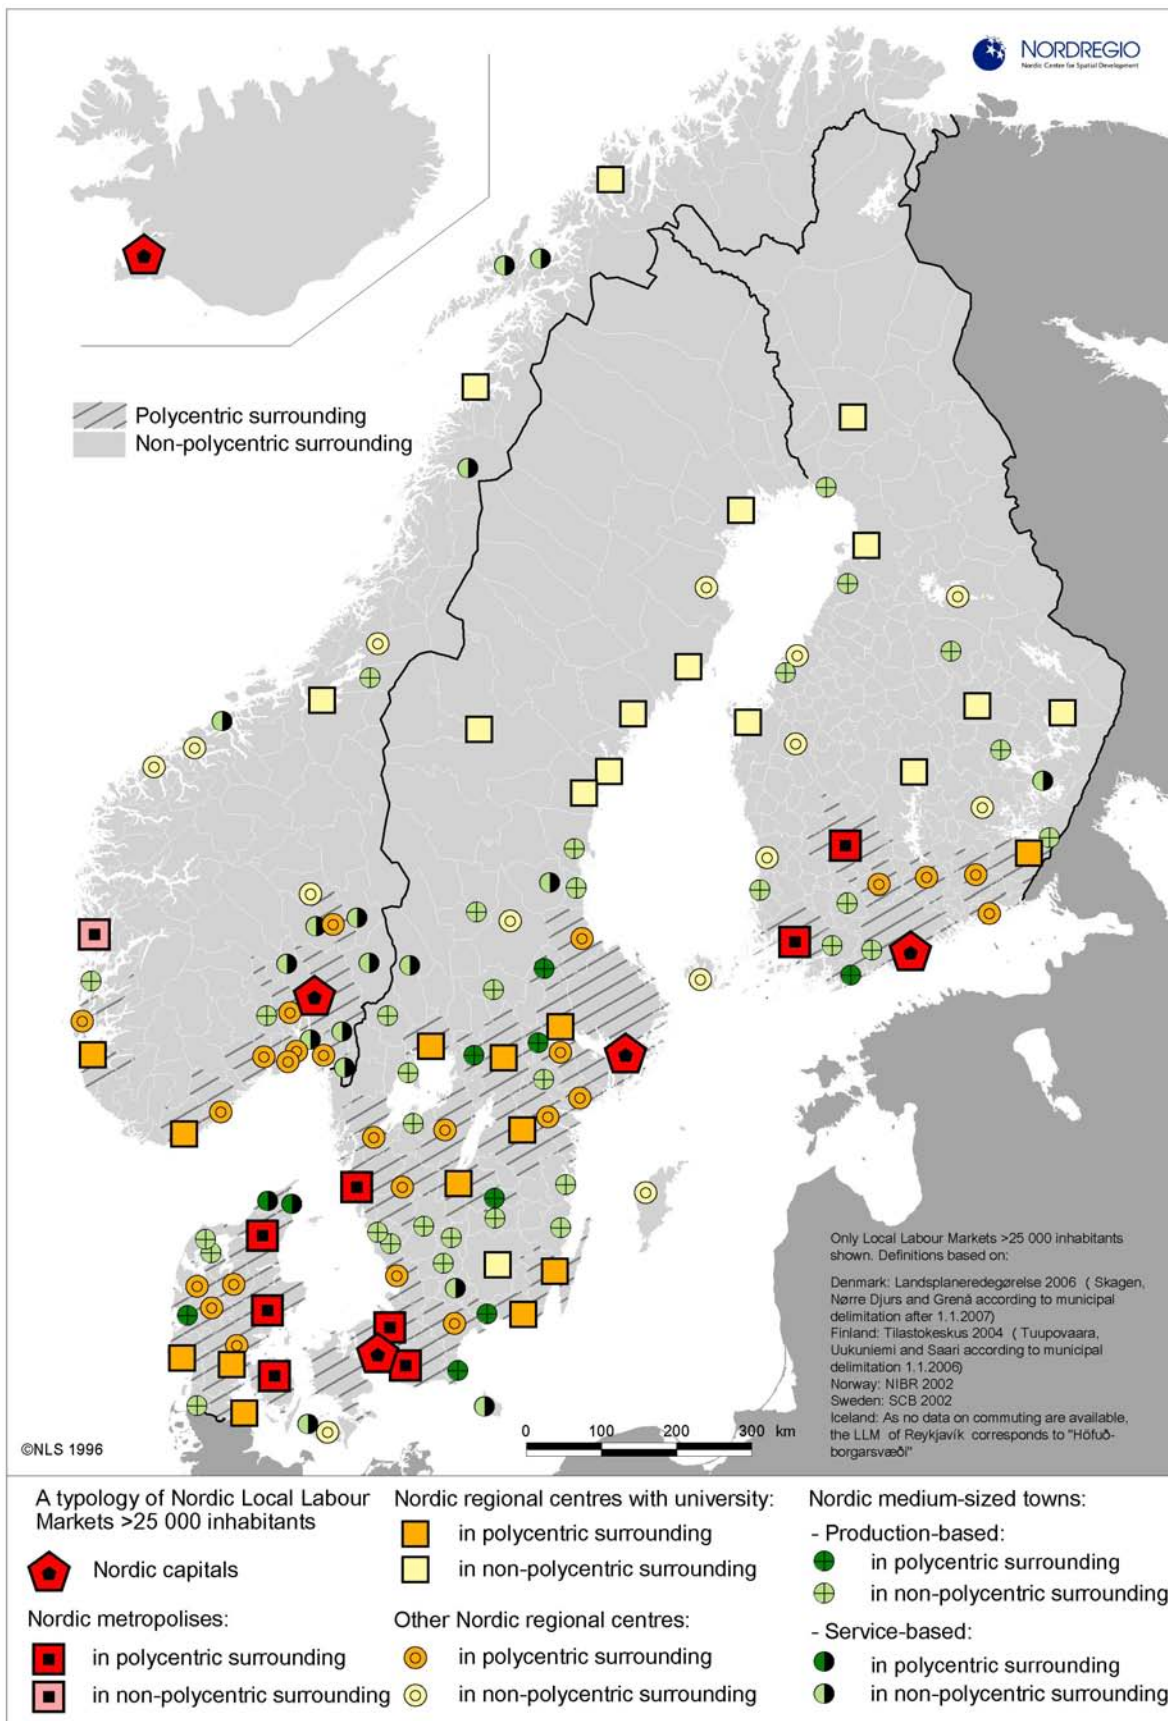 NORDREGIO
Nordic Center for Spatial Development
Polycentric surrounding
Non-polycentric surrounding
Only Local Labour Markets >25 000 inhabitants
shown. Definitions based on:
Denmark: Landsplaneredegørelse 2006 ( Skagen,
Nørre Djurs and Grenå according to municipal
delimitation after 1.1.2007)
Finland: Tilastokeskus 2004 ( Tuupovaara,
Uukuniemi and Saari according to municipal
delimitation 1.1.2006)
Norway: NIBR 2002
Sweden: SCB 2002
Iceland: As no data on commuting are available,
the LLM of Reykjavík corresponds to "Höfuð-
borgarsvæði"
0 100 200 300 km
©NLS 1996
A typology of Nordic Local Labour
Markets >25 000 inhabitants
Nordic capitals
Nordic metropolises:
in polycentric surrounding
in non-polycentric surrounding
Nordic regional centres with university:
in polycentric surrounding
in non-polycentric surrounding
Other Nordic regional centres:
in polycentric surrounding
in non-polycentric surrounding
Nordic medium-sized towns:
- Production-based:
in polycentric surrounding
in non-polycentric surrounding
- Service-based:
in polycentric surrounding
in non-polycentric surrounding